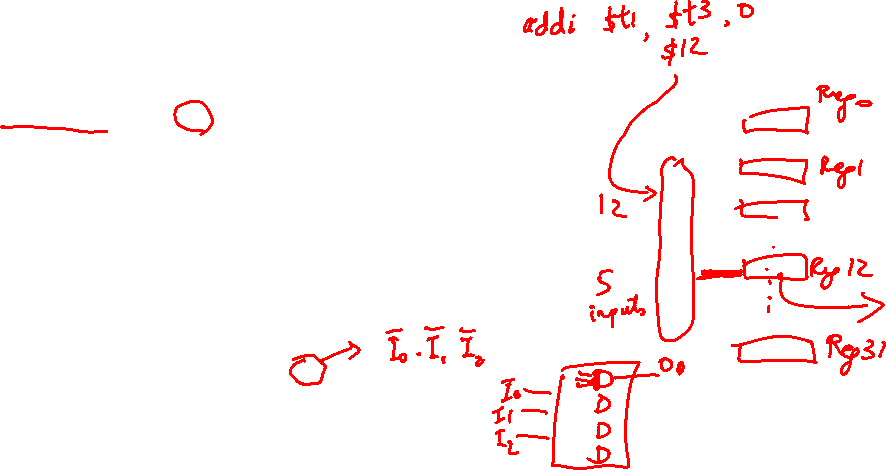 addi $t1, $t3, 0
$12
Reg0
Reg1
12
Reg12
5
inputs
Reg31
Ī0 . Ī1 Ī2
O0
I0
I1
I2